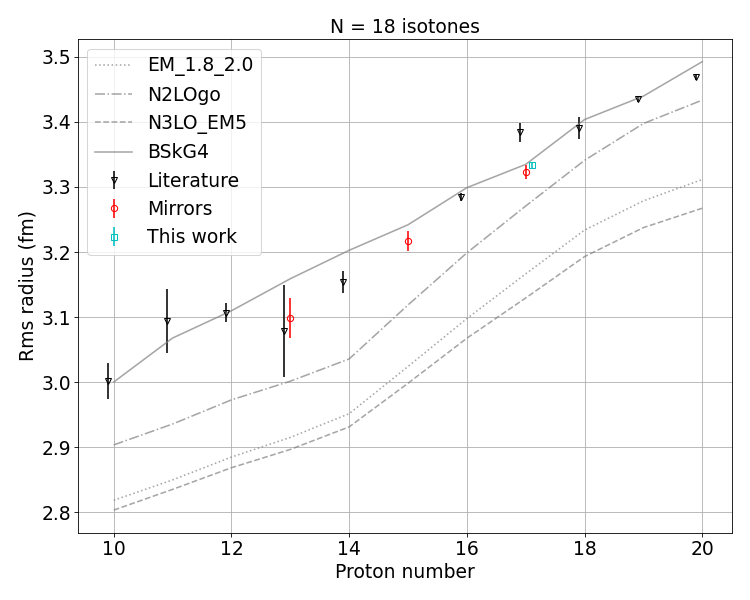 N = 18 isotones
EM_1.8_2.0
N2LOgo
N3LO_EM5
BSkG4
Literature
Mirrors
This work
Rms radius (fm)
3.5
3.4
3.3
3.2
3.1
3.0
2.9
2.8
10 12 14 16 18 20
Proton number